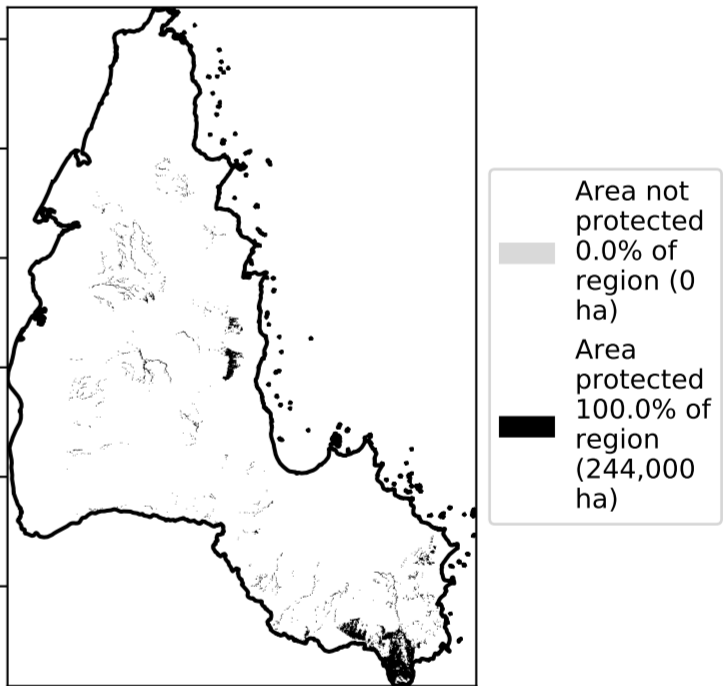 Area not
protected
0.0% of
region (0
ha)
Area
protected
100.0% of
region
(244,000
ha)